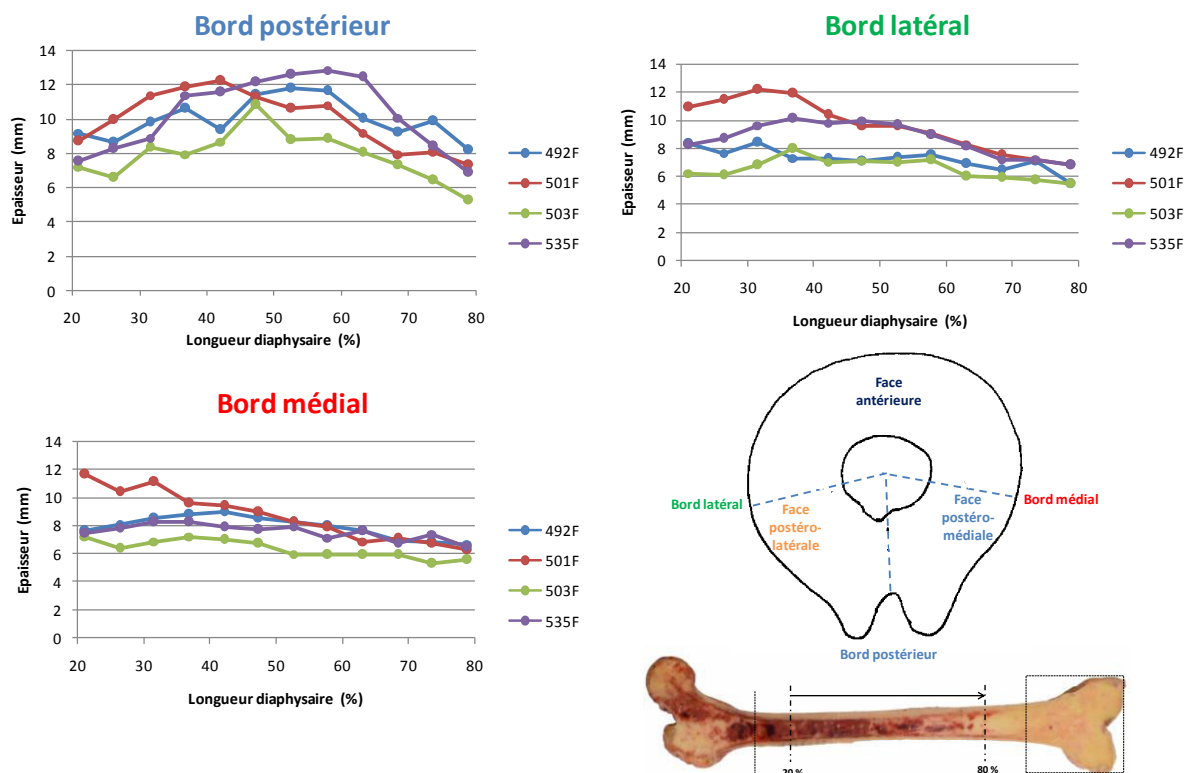 Bord postérieur
14
12
10
8
6
4
2
0
Epaisseur (mm)
20 30 40 50 60 70 80
Longueur diaphysaire (%)
492F
501F
503F
535F
Bord latéral
14
12
10
8
6
4
2
0
Epaisseur (mm)
20 30 40 50 60 70 80
Longueur diaphysaire (%)
492F
501F
503F
535F
Bord médial
14
12
10
8
6
4
2
0
Epaisseur (mm)
20 30 40 50 60 70 80
Longueur diaphysaire (%)
492F
501F
503F
535F
Face
antérieure
Bord latéral
Face
postéro-
latérale
Face
postéro-
médiale
Bord médial
Bord postérieur
20 %
80 %